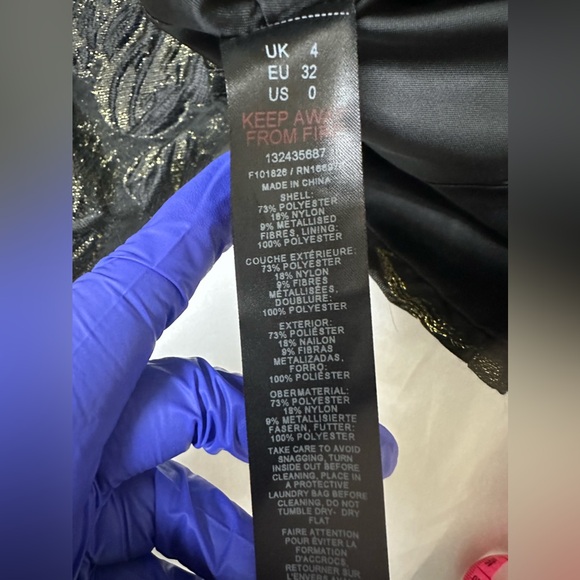 UK 4
EU 32
US 0
KEEP AWAY
FROM FIRE
132435687
F101826 /
MADE IN CHINA
SHELL:
73% POLYESTER
18% NYLON
9% METALLISED
FIBRES, LINING:
100% POLYESTER
COUCHE EXTÉRIEURE:
73% POLYESTER
18% NYLON
9% FIBRES
MÉTALLISÉES,
DOUBLURE:
100% POLYESTER
EXTERIOR:
73% POLIÉSTER
18% NAILON
9% FIBRAS
METALIZADAS,
FORRO:
100% POLIÉSTER
OBERMATERIAL:
73% POLYESTER
18% NYLON
9% METALLISIERTE
FASERN, FUTTER:
100% POLYESTER
TAKE CARE TO AVOID
SNAGGING, TURN
INSIDE OUT BEFORE
CLEANING, PLACE IN
A PROTECTIVE
LAUNDRY BAG BEFORE
CLEANING, DO NOT
TUMBLE DRY- DRY
FLAT
FAIRE ATTENTION
POUR ÉVITER LA
FORMATION
D'ACCROCS,
RETOURNER SUR